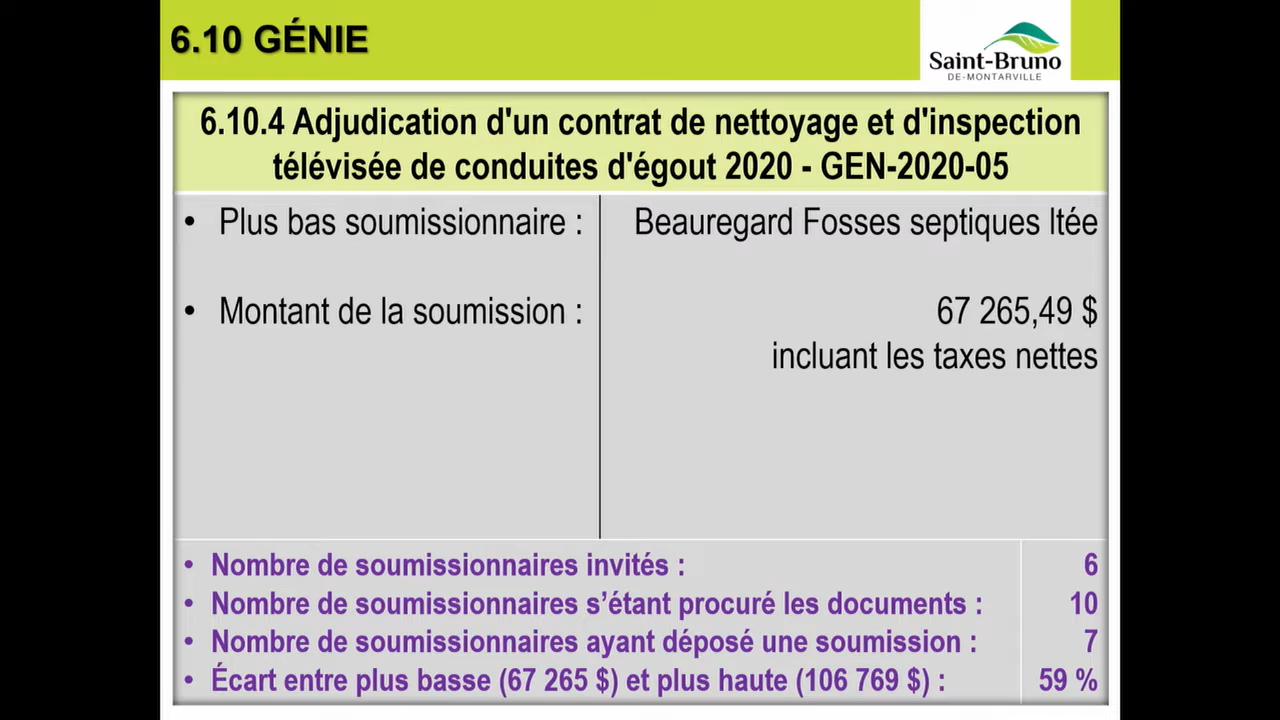 6.10 GÉNIE
Saint-Bruno
DE-MONTARVILLE
6.10.4 Adjudication d'un contrat de nettoyage et d'inspection
télévisée de conduites d'égout 2020 - GEN-2020-05
• Plus bas soumissionnaire : Beauregard Fosses septiques ltée
• Montant de la soumission : 67 265,49 $
incluant les taxes nettes
• Nombre de soumissionnaires invités : 6
• Nombre de soumissionnaires s’étant procuré les documents : 10
• Nombre de soumissionnaires ayant déposé une soumission : 7
• Écart entre plus basse (67 265 $) et plus haute (106 769 $) : 59 %